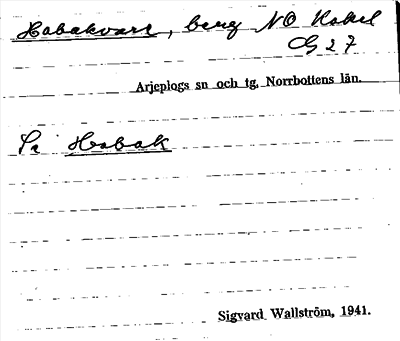 Habakvare, berg NO Kabel
G 27
Arjeplogs sn och tg, Norrbottens län.
Se Habak
Sigvard Wallström, 1941.